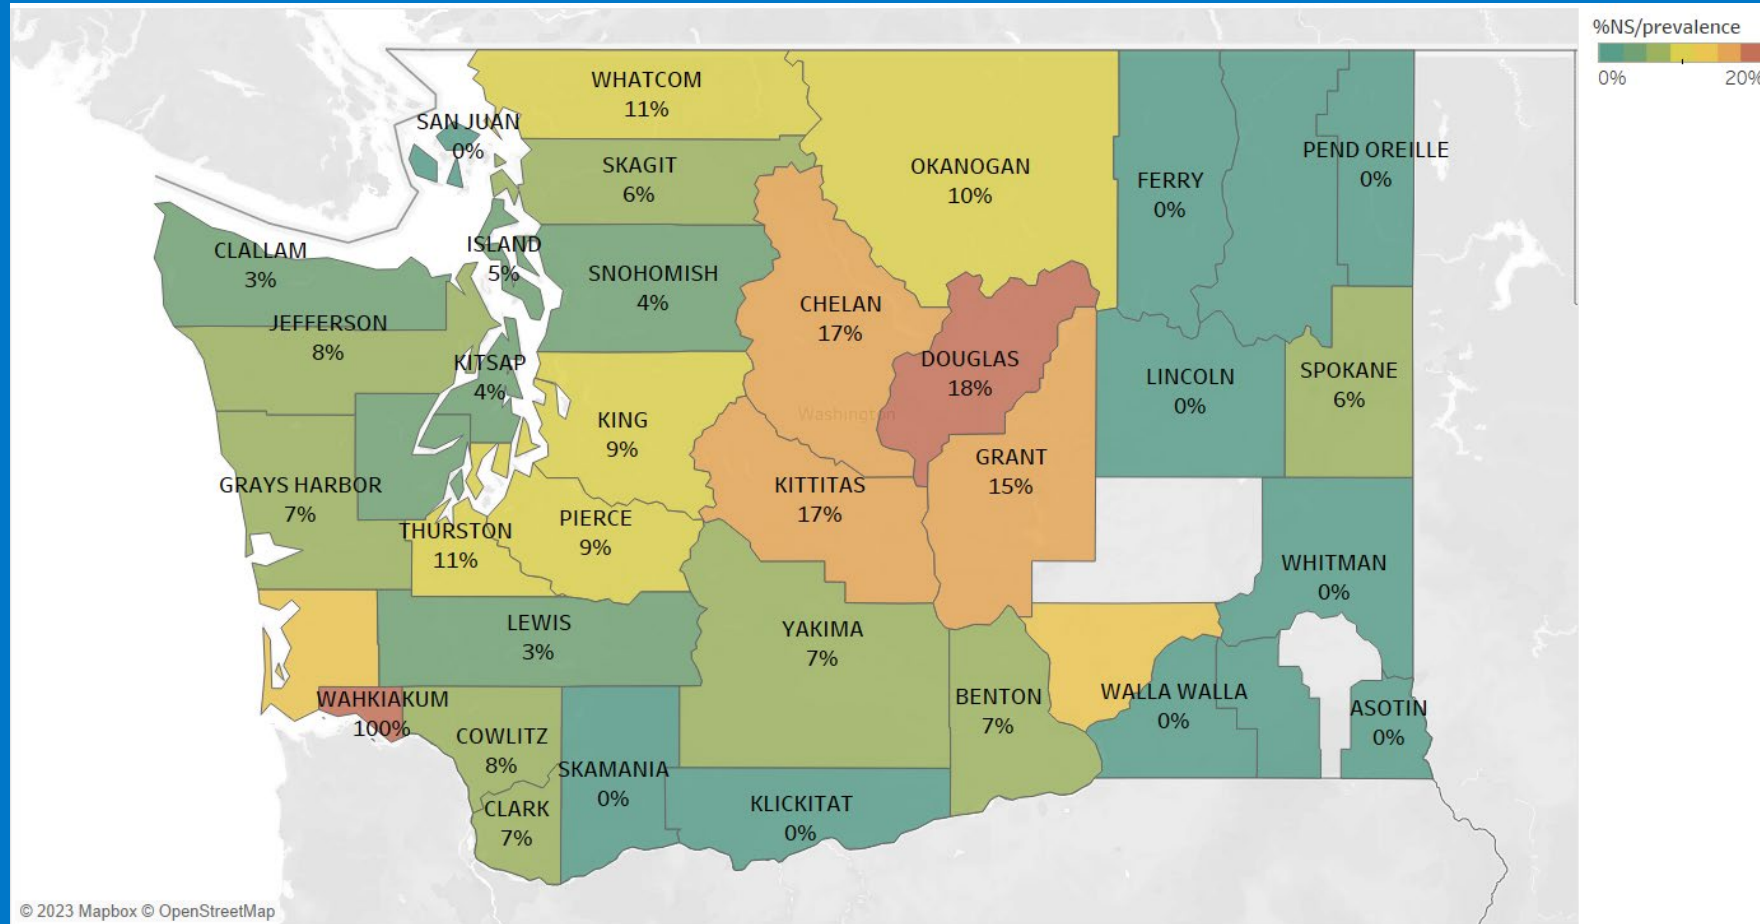 %NS/prevalence
0%
20%
WHATCOM
11%
SAN JUAN
0%
SKAGIT
6%
OKANOGAN
10%
FERRY
0%
PEND OREILLE
0%
CLALLAM
3%
ISLAND
5%
SNOHOMISH
4%
CHELAN
17%
JEFFERSON
8%
KITSAP
4%
DOUGLAS
18%
LINCOLN
0%
SPOKANE
6%
Washington
KING
9%
GRAYS HARBOR
7%
KITTITAS
17%
GRANT
15%
THURSTON
11%
PIERCE
9%
WHITMAN
0%
LEWIS
3%
YAKIMA
7%
WAHKIAKUM
100%
BENTON
7%
WALLA WALLA
0%
ASOTIN
0%
COWLITZ
8%
SKAMANIA
0%
CLARK
7%
KLICKITAT
0%
© 2023 Mapbox © OpenStreetMap